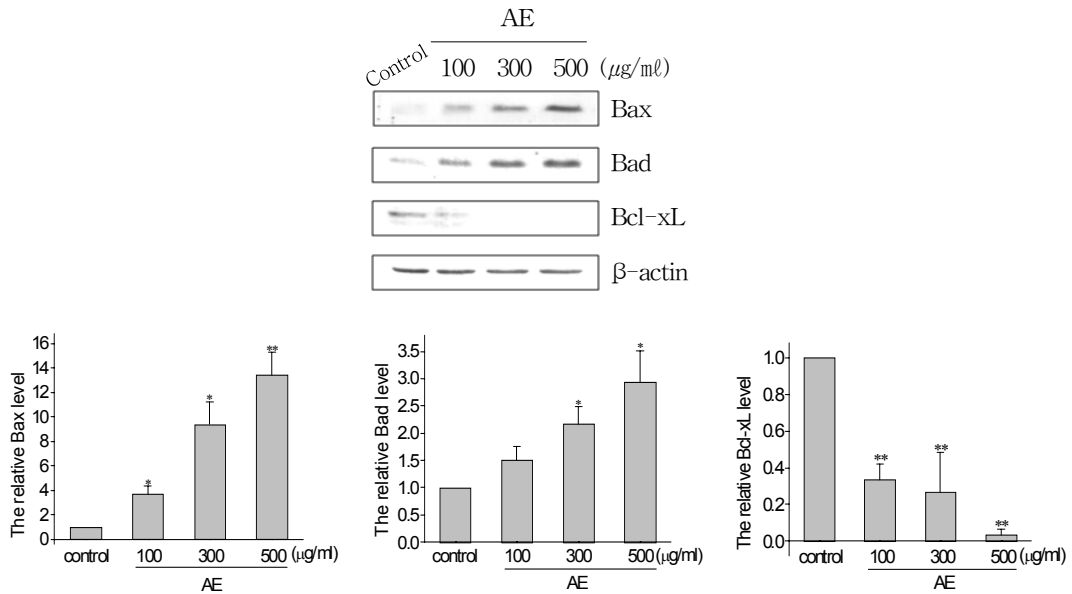 AE
Control 100 300 500 (μg/mℓ)
Bax
Bad
Bcl-xL
β-actin
The relative Bax level
16
14
12
10
8
6
4
2
0
*
*
**
control 100 300 500 (μg/ml)
AE
The relative Bad level
3.5
3.0
2.5
2.0
1.5
1.0
0.5
0.0
*
*
control 100 300 500 (μg/ml)
AE
The relative Bcl-xL level
1.0
0.8
0.6
0.4
0.2
0.0
**
**
**
control 100 300 500 (μg/ml)
AE